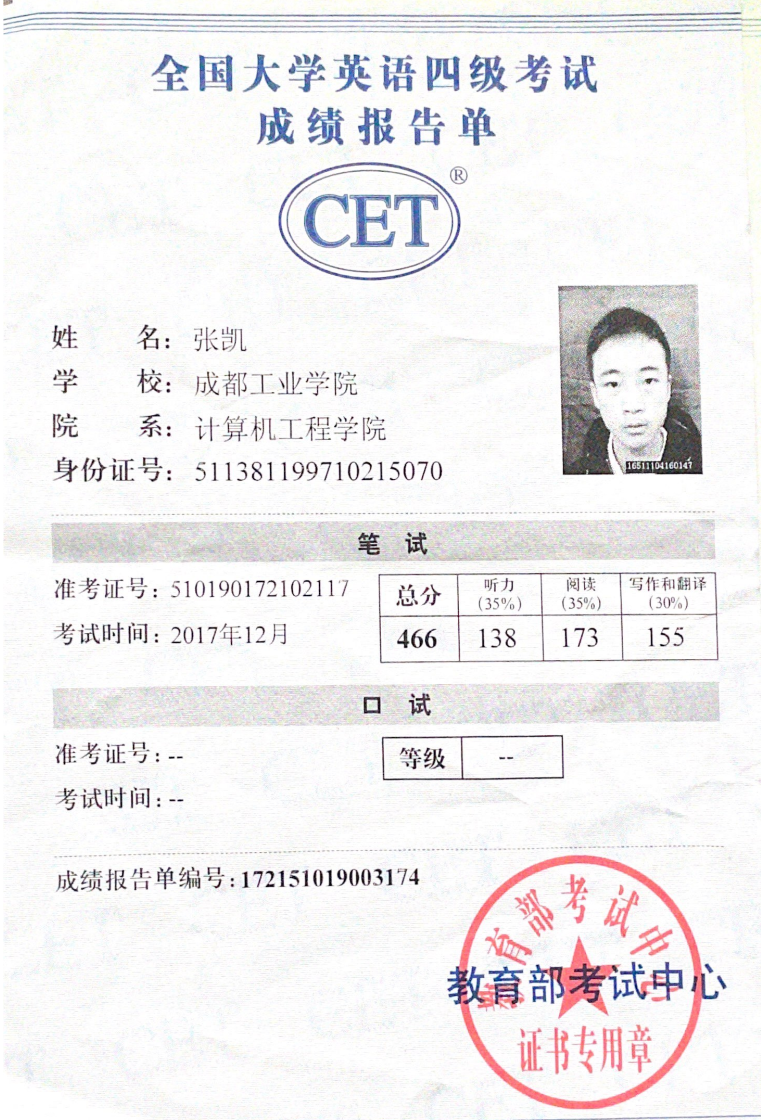 全国大学英语四级考试
成绩报告单
CET®
姓 名：张凯
学 校：成都工业学院
院 系：计算机工程学院
身份证号：511381199710215070
16511104160147
笔 试
准考证号：510190172102117
考试时间：2017年12月
总分 听力(35%) 阅读(35%) 写作和翻译(30%)
466 138 173 155
口 试
准考证号：--
考试时间：--
等级 --
成绩报告单编号：172151019003174
教育部考试中心
教育部考试中心
证书专用章